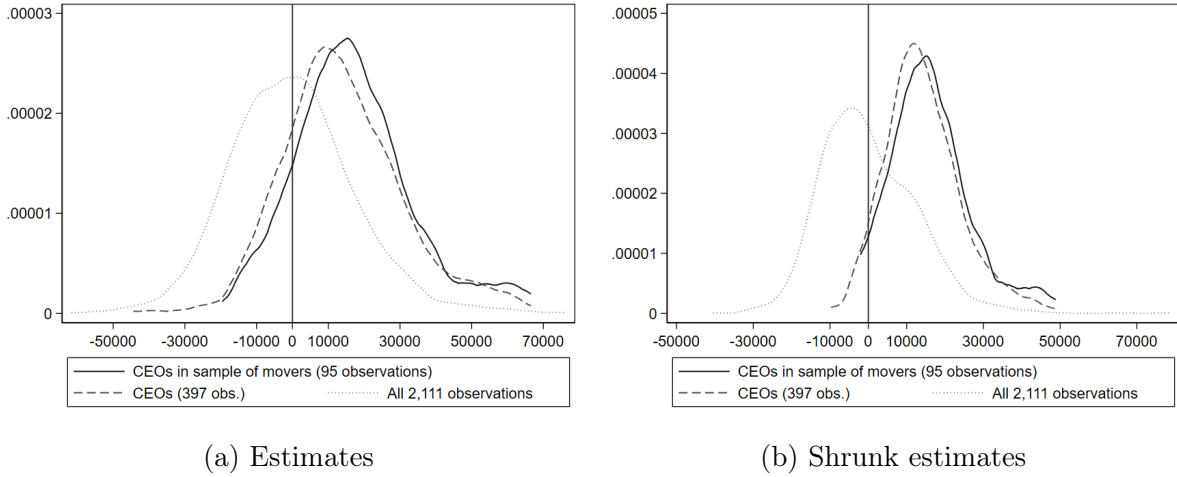 .00003
.00002
.00001
0
-50000 -30000 -10000 0 10000 30000 50000 70000
CEOs in sample of movers (95 observations)
CEOs (397 obs.) All 2,111 observations
(a) Estimates
.00005
.00004
.00003
.00002
.00001
0
-50000 -30000 -10000 0 10000 30000 50000 70000
CEOs in sample of movers (95 observations)
CEOs (397 obs.) All 2,111 observations
(b) Shrunk estimates